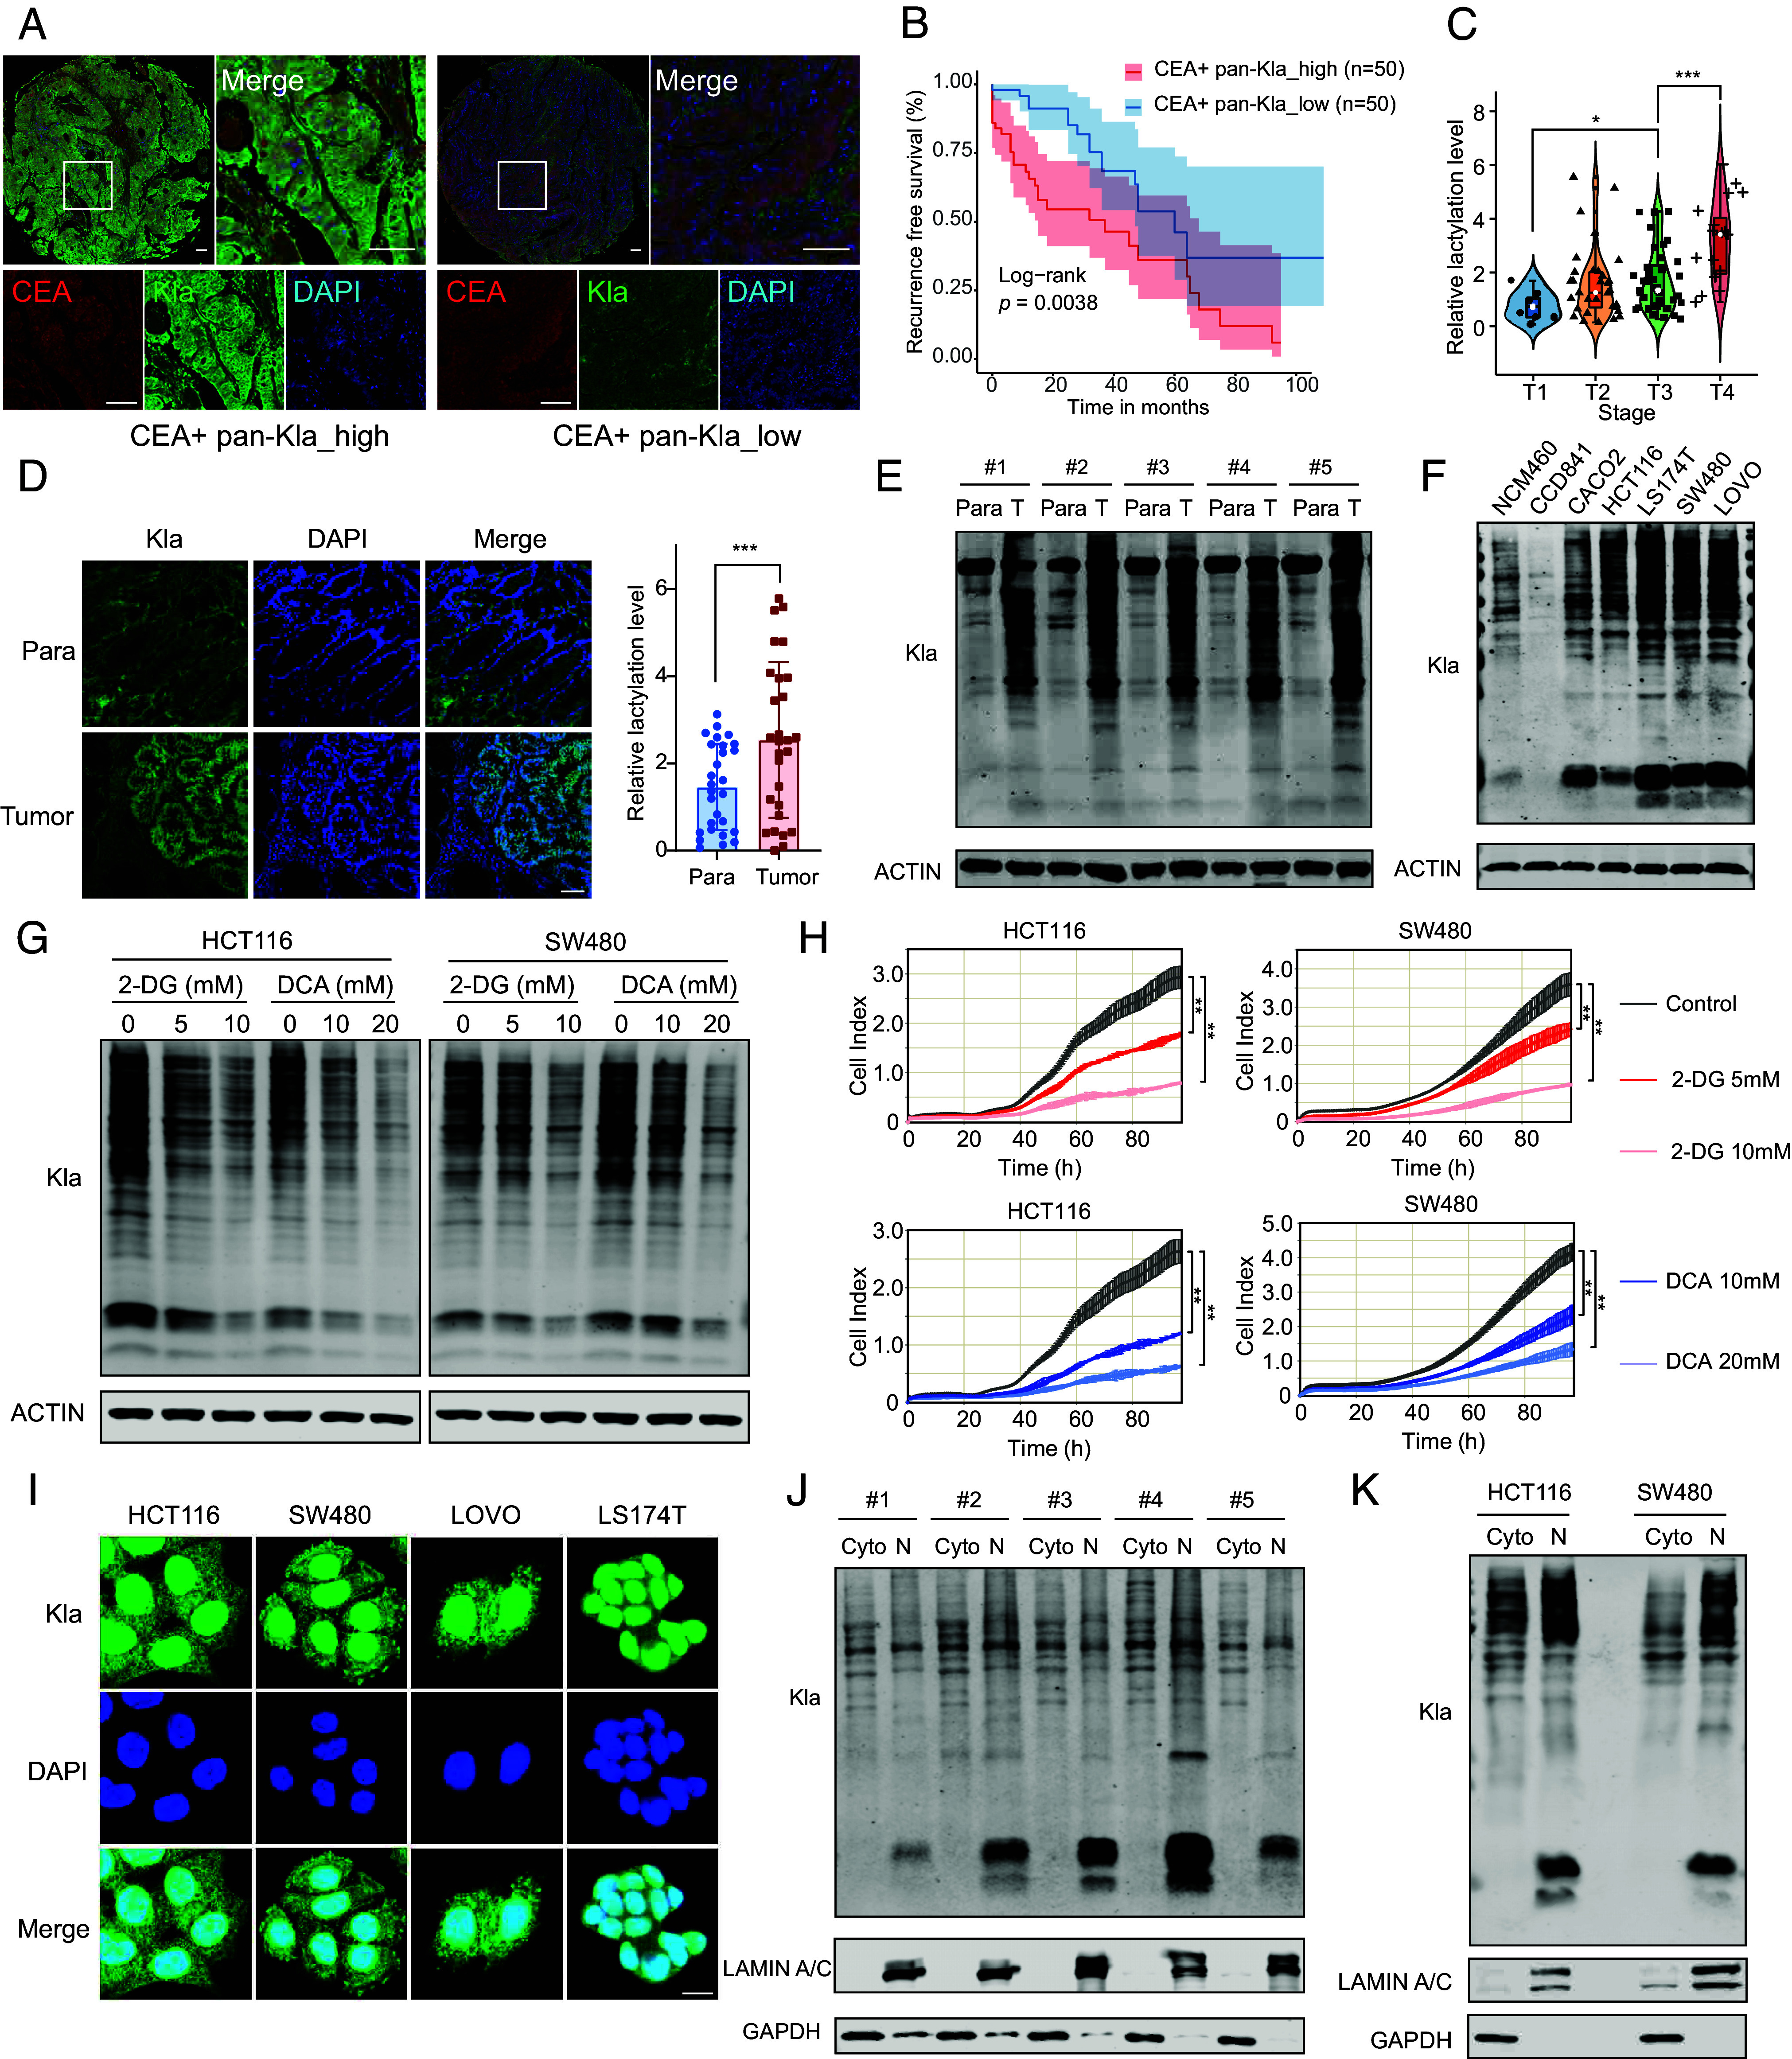 A
Merge
Merge
CEA
Kla
DAPI
CEA
Kla
DAPI
CEA+ pan-Kla_high
CEA+ pan-Kla_low
B
CEA+ pan-Kla_high (n=50)
CEA+ pan-Kla_low (n=50)
Recurrence free survival (%)
1.00
0.75
0.50
0.25
0.00
Log−rank
p = 0.0038
0 20 40 60 80 100
Time in months
C
***
*
Relative lactylation level
8
6
4
2
0
T1 T2 T3 T4
Stage
D
Kla DAPI Merge
Para
Tumor
***
Relative lactylation level
6
4
2
0
Para Tumor
E
#1 #2 #3 #4 #5
Para T Para T Para T Para T Para T
Kla
ACTIN
F
NCM460
CCD841
CACO2
HCT116
LS174T
SW480
LOVO
Kla
ACTIN
G
HCT116 SW480
2-DG (mM) DCA (mM) 2-DG (mM) DCA (mM)
0 5 10 0 10 20 0 5 10 0 10 20
Kla
ACTIN
H
HCT116
Cell Index
3.0
2.0
1.0
0
0 20 40 60 80
Time (h)
**
**
SW480
Cell Index
4.0
3.0
2.0
1.0
0
0 20 40 60 80
Time (h)
**
**
Control
2-DG 5mM
2-DG 10mM
HCT116
Cell Index
3.0
2.0
1.0
0
0 20 40 60 80
Time (h)
**
**
SW480
Cell Index
5.0
4.0
3.0
2.0
1.0
0
0 20 40 60 80
Time (h)
**
**
DCA 10mM
DCA 20mM
I
HCT116 SW480 LOVO LS174T
Kla
DAPI
Merge
J
#1 #2 #3 #4 #5
Cyto N Cyto N Cyto N Cyto N Cyto N
Kla
LAMIN A/C
GAPDH
K
HCT116 SW480
Cyto N Cyto N
Kla
LAMIN A/C
GAPDH